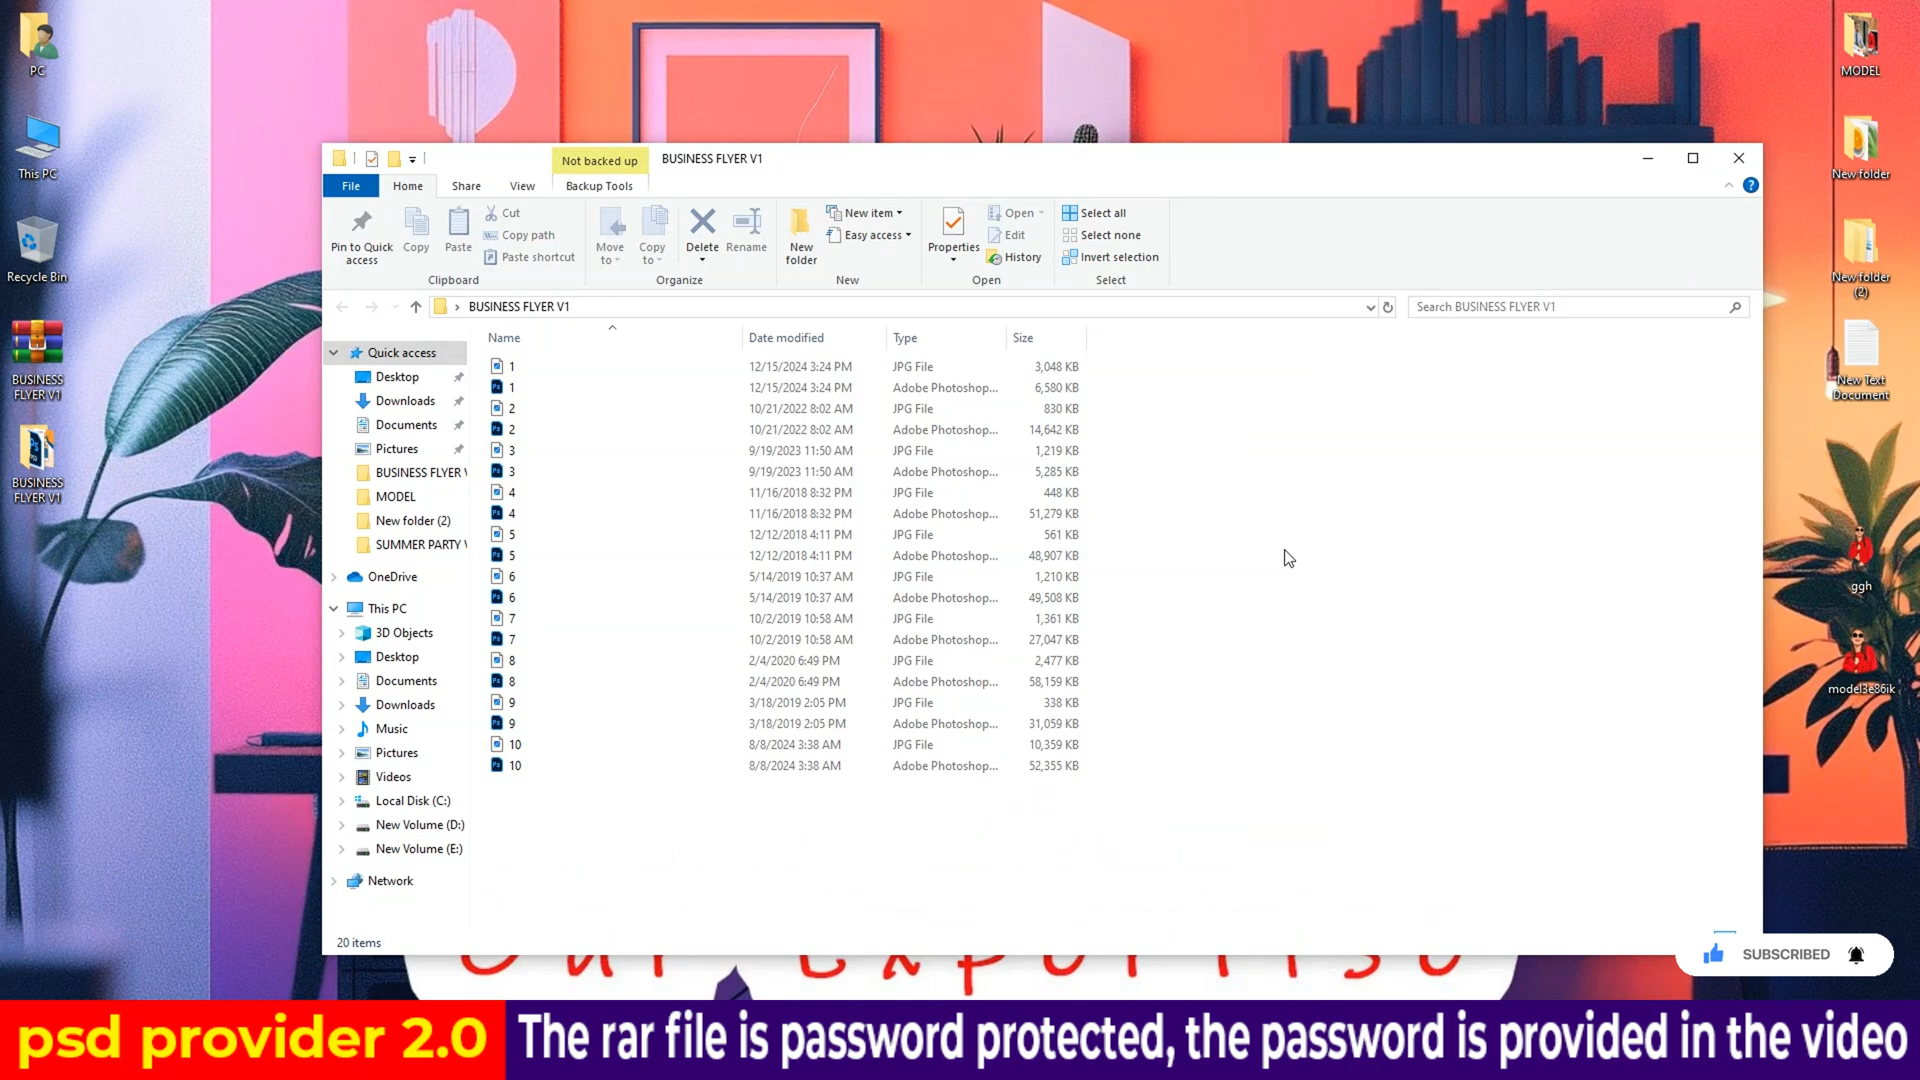 PC
This PC
Recycle Bin
BUSINESS
FLYER V1
BUSINESS
FLYER V1
MODEL
New folder
New folder
(2)
New Text
Document
ggh
model3e86ik
Not backed up
BUSINESS FLYER V1
File
Home
Share
View
Backup Tools
Pin to Quick
access
Copy
Paste
Cut
Copy path
Paste shortcut
Clipboard
Move
to
Copy
to
Delete
Rename
Organize
New
folder
New item
Easy access
New
Properties
Open
Edit
History
Open
Select all
Select none
Invert selection
Select
BUSINESS FLYER V1
Search BUSINESS FLYER V1
Quick access
Desktop
Downloads
Documents
Pictures
BUSINESS FLYER V
MODEL
New folder (2)
SUMMER PARTY V
OneDrive
This PC
3D Objects
Desktop
Documents
Downloads
Music
Pictures
Videos
Local Disk (C:)
New Volume (D:)
New Volume (E:)
Network
Name Date modified Type Size
1 12/15/2024 3:24 PM JPG File 3,048 KB
1 12/15/2024 3:24 PM Adobe Photoshop... 6,580 KB
2 10/21/2022 8:02 AM JPG File 830 KB
2 10/21/2022 8:02 AM Adobe Photoshop... 14,642 KB
3 9/19/2023 11:50 AM JPG File 1,219 KB
3 9/19/2023 11:50 AM Adobe Photoshop... 5,285 KB
4 11/16/2018 8:32 PM JPG File 448 KB
4 11/16/2018 8:32 PM Adobe Photoshop... 51,279 KB
5 12/12/2018 4:11 PM JPG File 561 KB
5 12/12/2018 4:11 PM Adobe Photoshop... 48,907 KB
6 5/14/2019 10:37 AM JPG File 1,210 KB
6 5/14/2019 10:37 AM Adobe Photoshop... 49,508 KB
7 10/2/2019 10:58 AM JPG File 1,361 KB
7 10/2/2019 10:58 AM Adobe Photoshop... 27,047 KB
8 2/4/2020 6:49 PM JPG File 2,477 KB
8 2/4/2020 6:49 PM Adobe Photoshop... 58,159 KB
9 3/18/2019 2:05 PM JPG File 338 KB
9 3/18/2019 2:05 PM Adobe Photoshop... 31,059 KB
10 8/8/2024 3:38 AM JPG File 10,359 KB
10 8/8/2024 3:38 AM Adobe Photoshop... 52,355 KB
20 items
SUBSCRIBED
psd provider 2.0
The rar file is password protected, the password is provided in the video